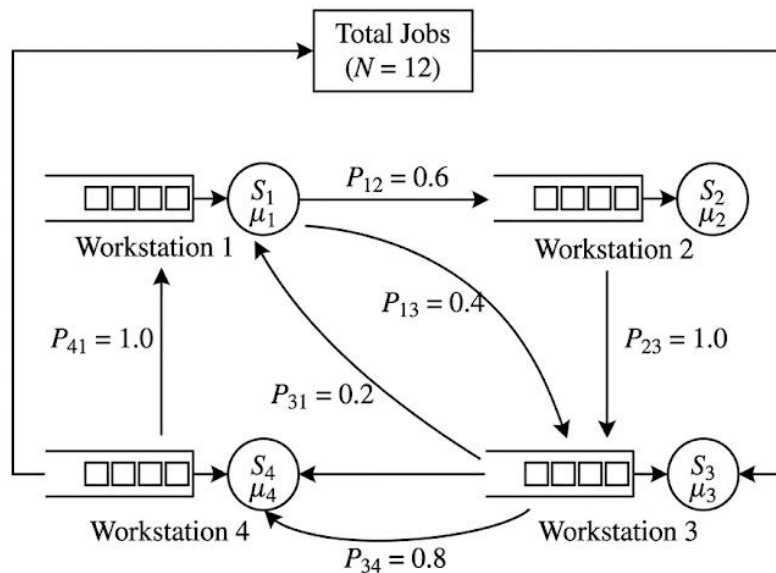 Total Jobs
(N = 12)
S₁
μ₁
P₁₂ = 0.6
S₂
μ₂
Workstation 1
Workstation 2
P₁₃ = 0.4
P₄₁ = 1.0
P₂₃ = 1.0
P₃₁ = 0.2
S₄
μ₄
S₃
μ₃
Workstation 4
Workstation 3
P₃₄ = 0.8